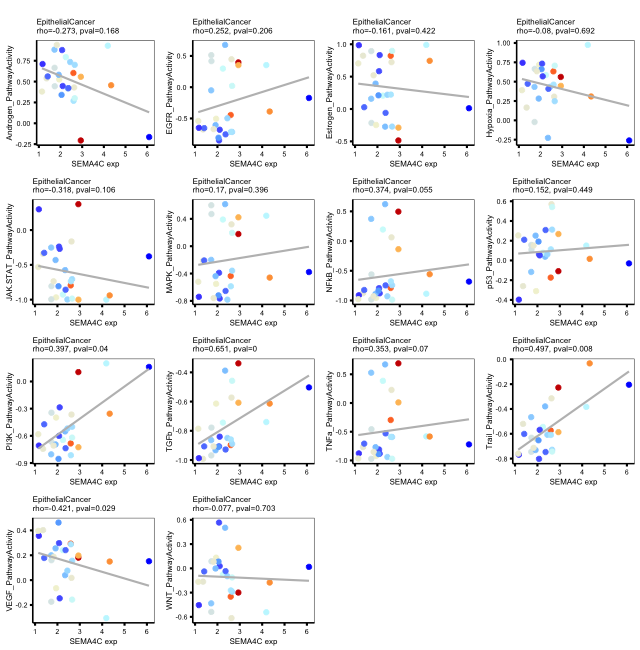 EpithelialCancer
rho=-0.273, pval=0.168
Androgen_PathwayActivity
0.75
0.50
0.25
0.00
-0.25
1 2 3 4 5 6
SEMA4C exp
EpithelialCancer
rho=0.252, pval=0.206
EGFR_PathwayActivity
0.5
0.0
-0.5
1 2 3 4 5 6
SEMA4C exp
EpithelialCancer
rho=-0.161, pval=0.422
Estrogen_PathwayActivity
1.0
0.5
0.0
-0.5
1 2 3 4 5 6
SEMA4C exp
EpithelialCancer
rho=-0.08, pval=0.692
Hypoxia_PathwayActivity
1.00
0.75
0.50
0.25
0.00
-0.25
1 2 3 4 5 6
SEMA4C exp
EpithelialCancer
rho=-0.318, pval=0.106
JAK-STAT_PathwayActivity
0.0
-0.5
-1.0
1 2 3 4 5 6
SEMA4C exp
EpithelialCancer
rho=0.17, pval=0.396
MAPK_PathwayActivity
0.4
0.0
-0.4
-0.8
1 2 3 4 5 6
SEMA4C exp
EpithelialCancer
rho=0.374, pval=0.055
NFkB_PathwayActivity
0.5
0.0
-0.5
-1.0
1 2 3 4 5 6
SEMA4C exp
EpithelialCancer
rho=0.152, pval=0.449
p53_PathwayActivity
0.6
0.4
0.2
0.0
-0.2
-0.4
1 2 3 4 5 6
SEMA4C exp
EpithelialCancer
rho=0.397, pval=0.04
PI3K_PathwayActivity
0.0
-0.3
-0.6
-0.9
1 2 3 4 5 6
SEMA4C exp
EpithelialCancer
rho=0.651, pval=0
TGFb_PathwayActivity
-0.4
-0.6
-0.8
-1.0
1 2 3 4 5 6
SEMA4C exp
EpithelialCancer
rho=0.353, pval=0.07
TNFa_PathwayActivity
0.5
0.0
-0.5
-1.0
1 2 3 4 5 6
SEMA4C exp
EpithelialCancer
rho=0.497, pval=0.008
Trail_PathwayActivity
0.0
-0.2
-0.4
-0.6
-0.8
1 2 3 4 5 6
SEMA4C exp
EpithelialCancer
rho=-0.421, pval=0.029
VEGF_PathwayActivity
0.4
0.2
0.0
-0.2
1 2 3 4 5 6
SEMA4C exp
EpithelialCancer
rho=-0.077, pval=0.703
WNT_PathwayActivity
0.6
0.3
0.0
-0.3
-0.6
1 2 3 4 5 6
SEMA4C exp